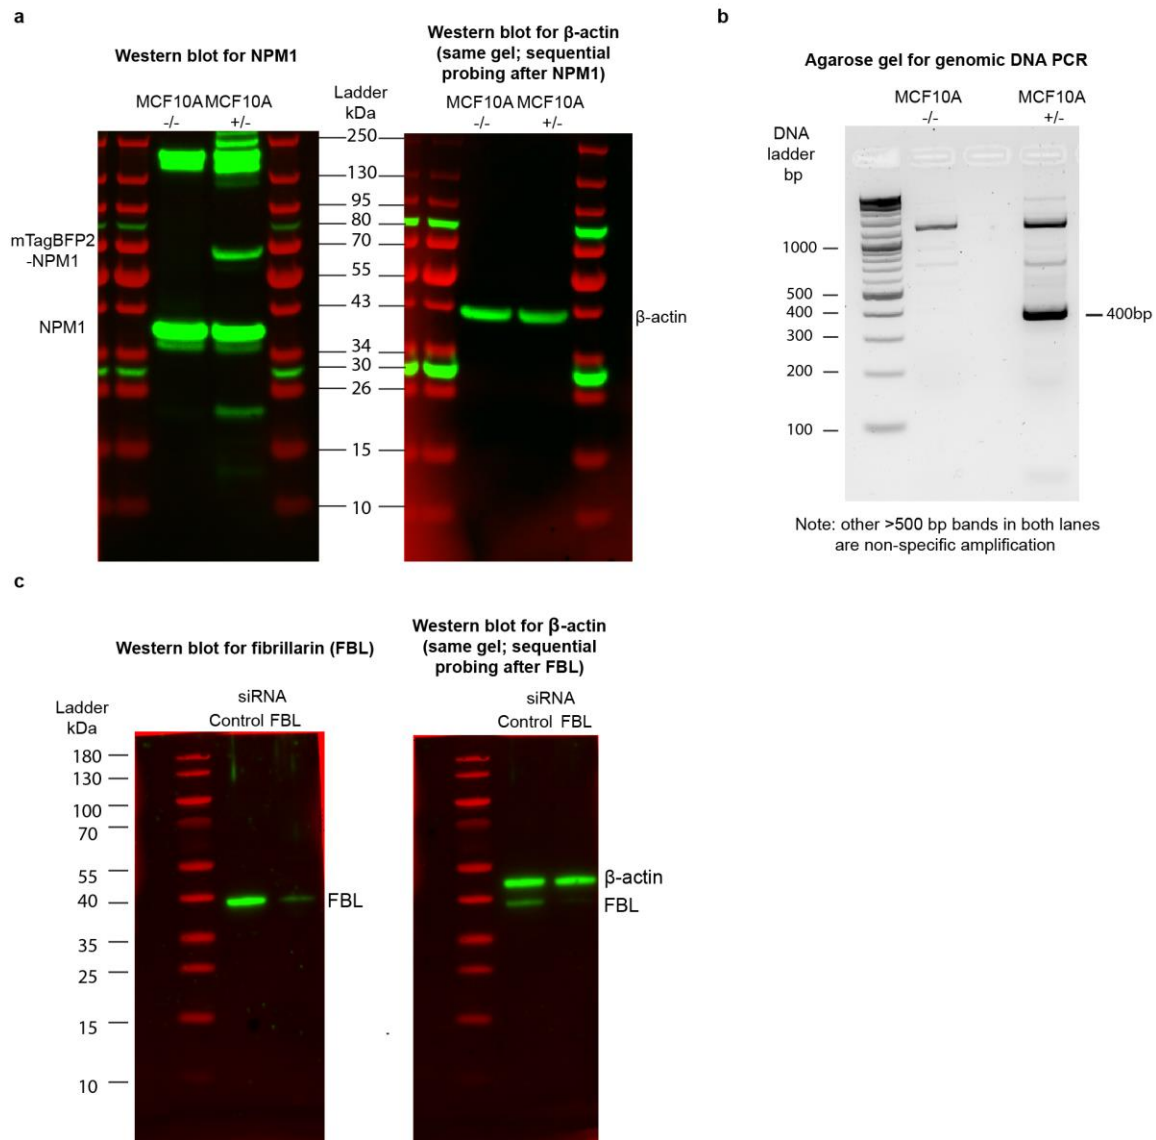 a
Western blot for NPM1
MCF10A MCF10A
-/- +/-
Ladder
kDa
Western blot for β-actin
(same gel; sequential
probing after NPM1)
MCF10A MCF10A
-/- +/-
250
130
95
80
70
55
43
34
30
26
15
10
mTagBFP2
-NPM1
NPM1
β-actin
b
Agarose gel for genomic DNA PCR
MCF10A MCF10A
-/- +/-
DNA
ladder
bp
1000
500
400
300
200
100
400bp
Note: other >500 bp bands in both lanes
are non-specific amplification
c
Western blot for fibrillarin (FBL)
siRNA
Control FBL
Ladder
kDa
180
130
100
70
55
40
35
25
15
10
FBL
Western blot for β-actin
(same gel; sequential
probing after FBL)
siRNA
Control FBL
β-actin
FBL